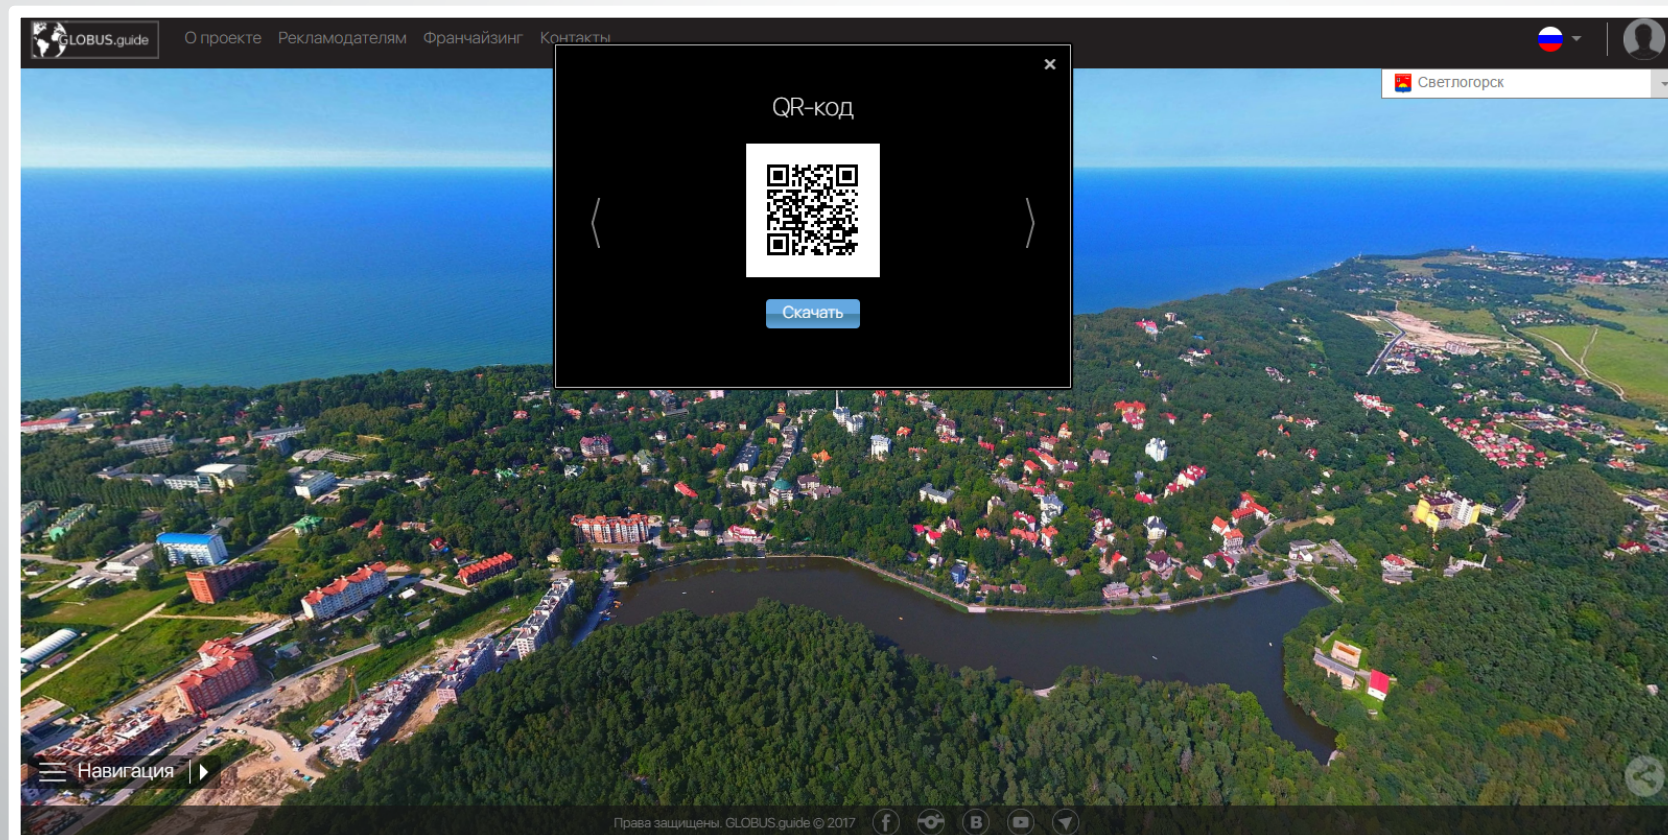 GLOBUS.guide
О проекте Рекламодателям Франчайзинг Контакты
Светлогорск
QR-код
Скачать
Навигация
Права защищены. GLOBUS.guide © 2017